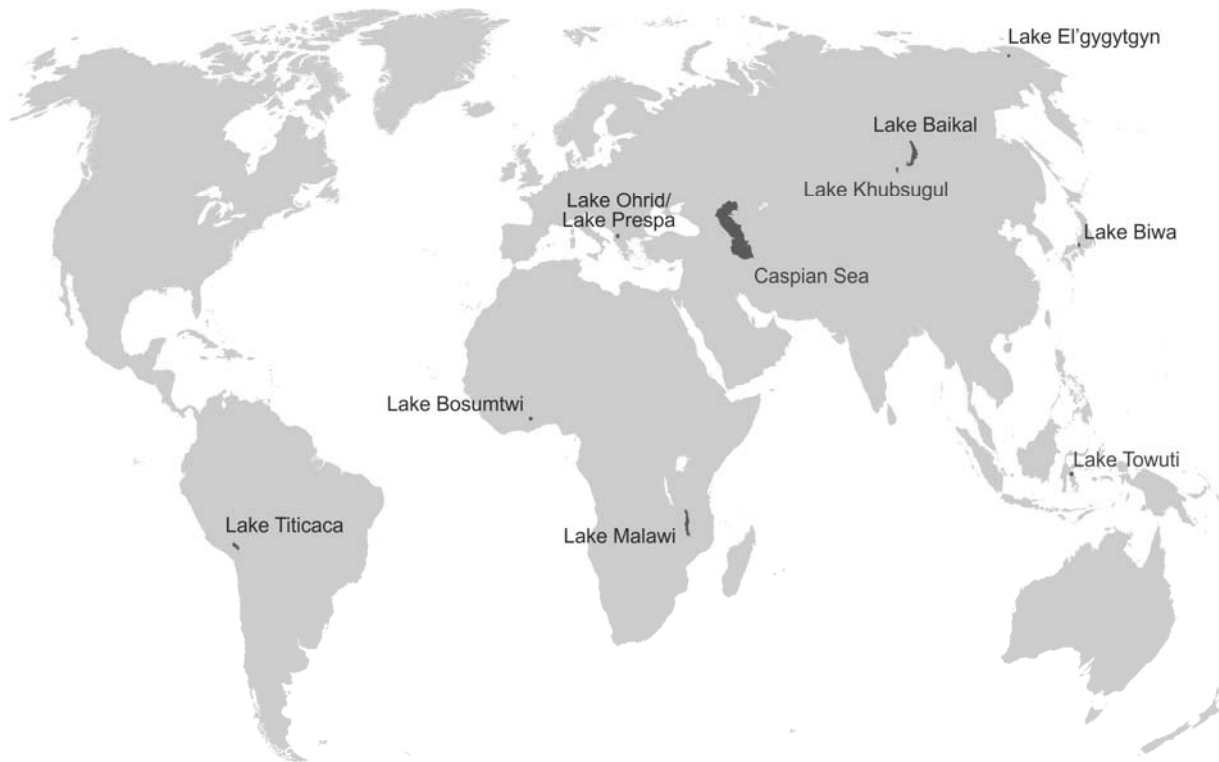 Lake El'gygytgyn
Lake Baikal
Lake Khubsugul
Lake Ohrid/
Lake Prespa
Lake Biwa
Caspian Sea
Lake Bosumtwi
Lake Towuti
Lake Titicaca
Lake Malawi